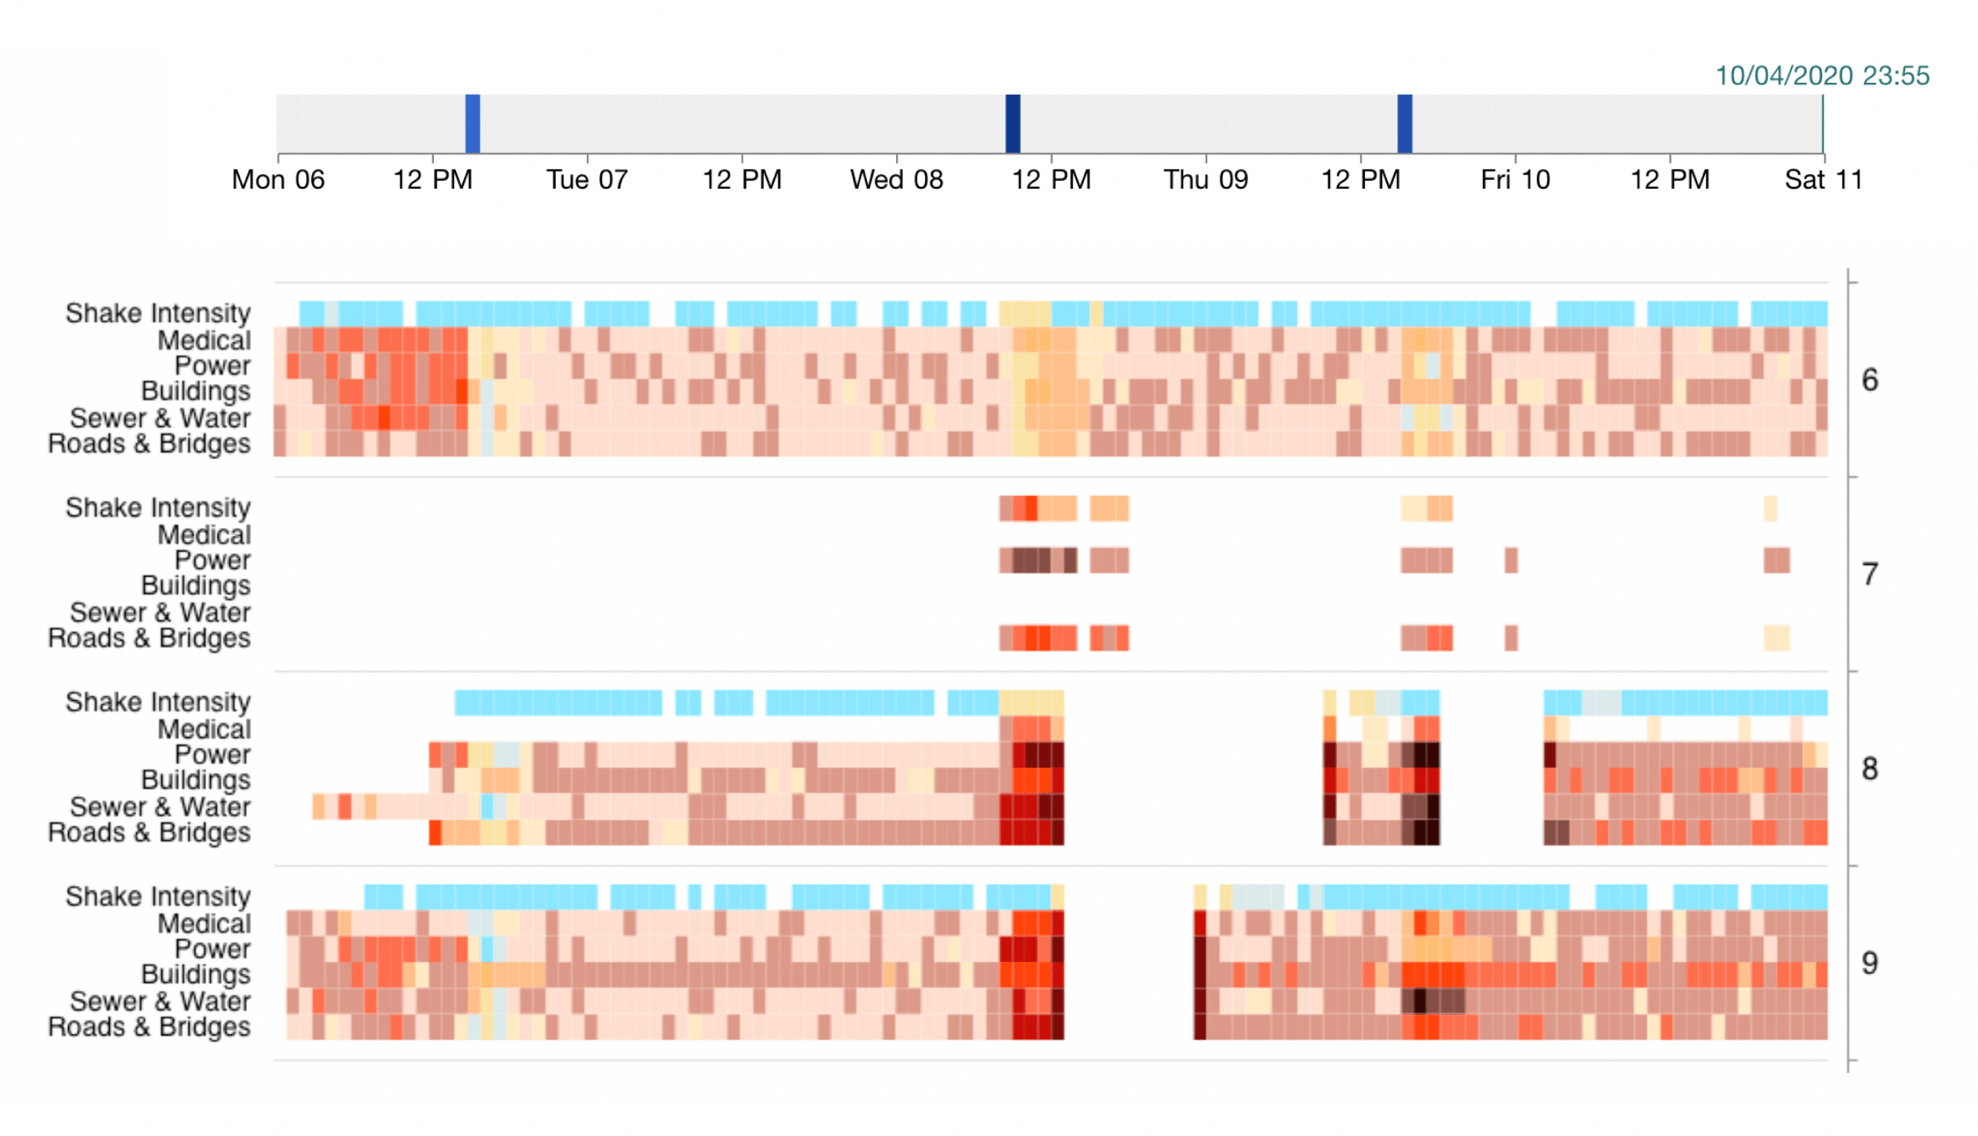 10/04/2020 23:55
Mon 06 12 PM Tue 07 12 PM Wed 08 12 PM Thu 09 12 PM Fri 10 12 PM Sat 11
Shake Intensity
Medical
Power
Buildings
Sewer & Water
Roads & Bridges
6
Shake Intensity
Medical
Power
Buildings
Sewer & Water
Roads & Bridges
7
Shake Intensity
Medical
Power
Buildings
Sewer & Water
Roads & Bridges
8
Shake Intensity
Medical
Power
Buildings
Sewer & Water
Roads & Bridges
9